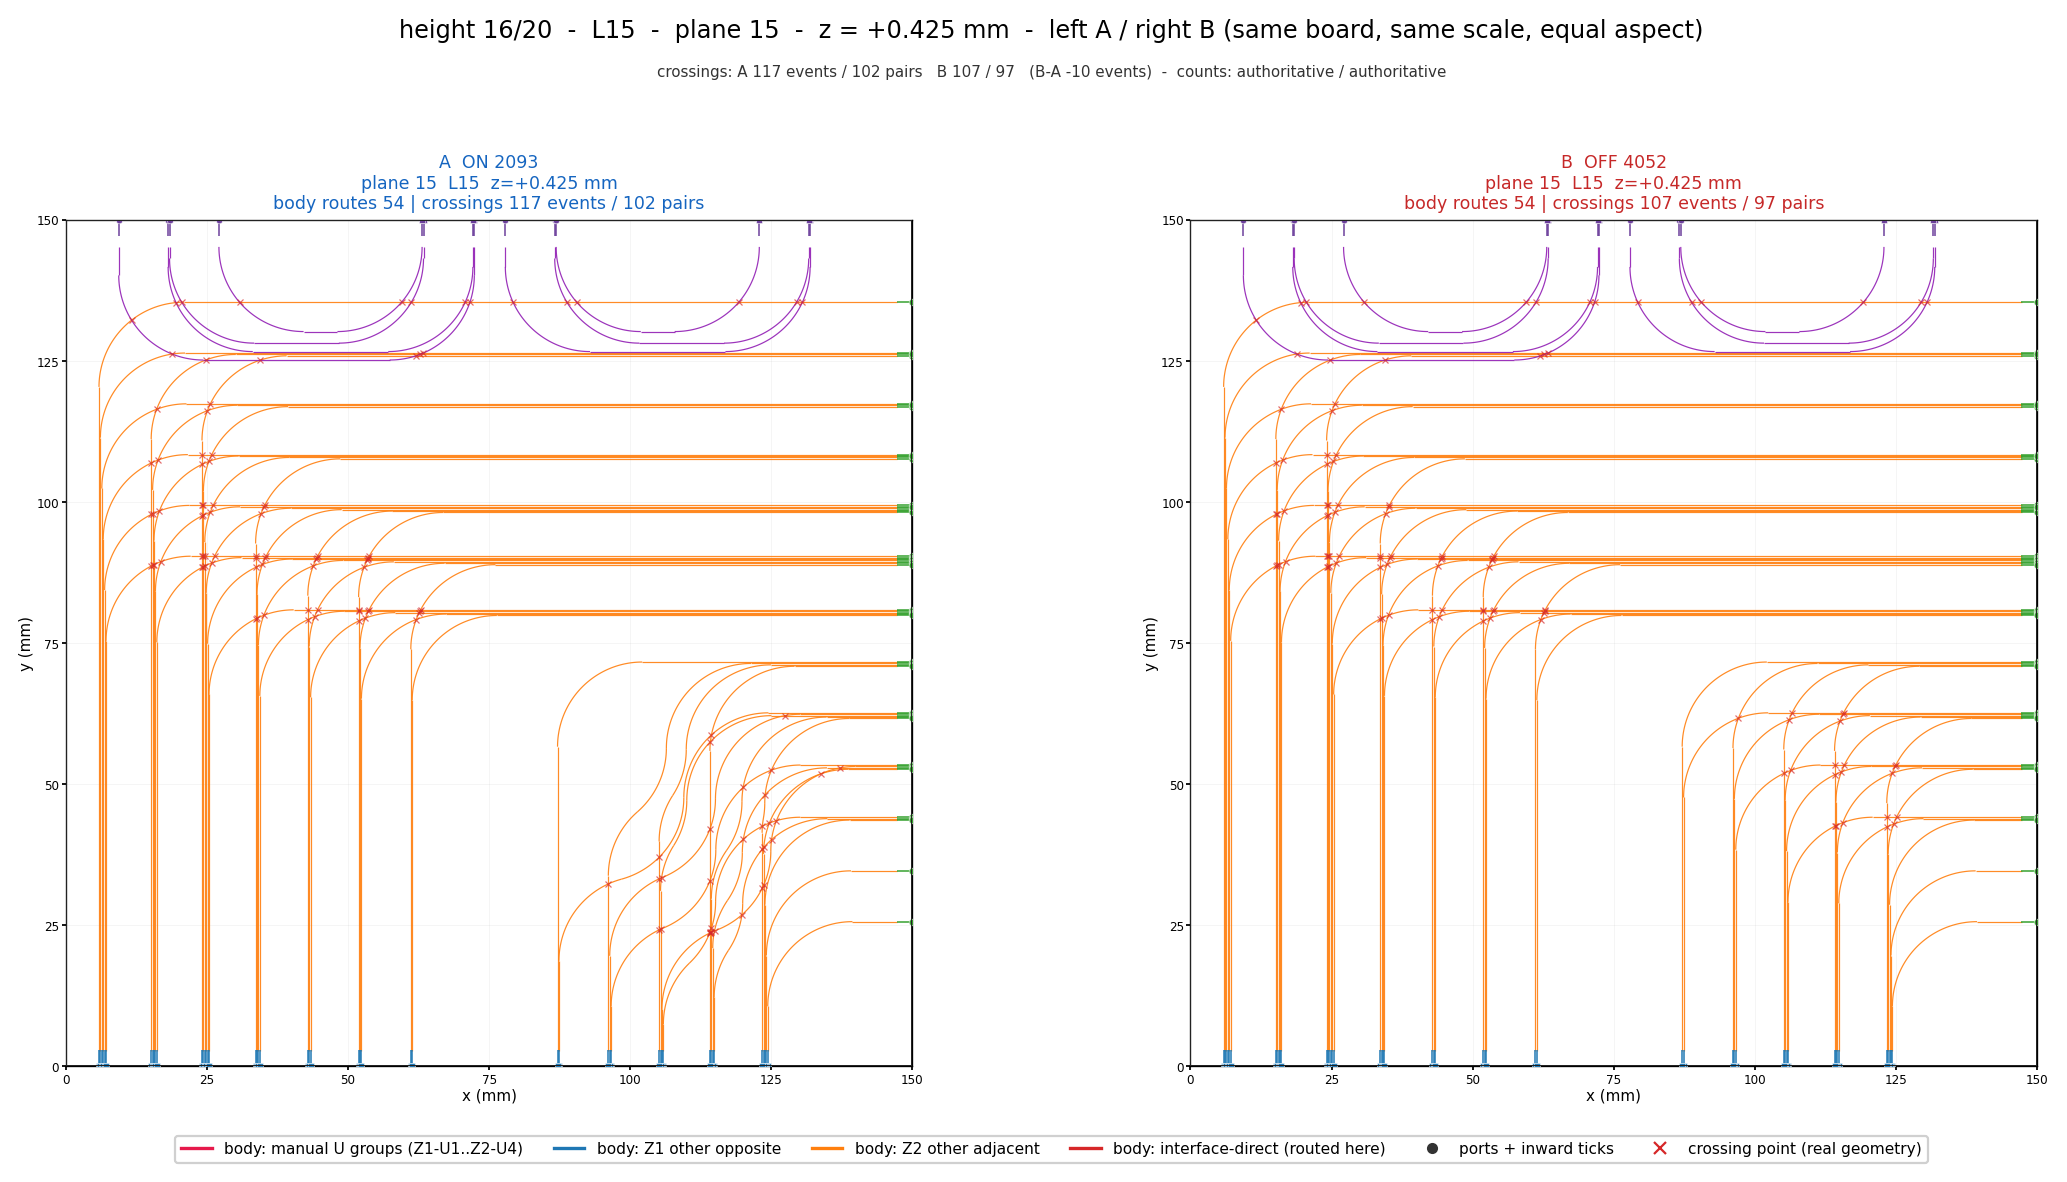 height 16/20 - L15 - plane 15 - z = +0.425 mm - left A / right B (same board, same scale, equal aspect)
crossings: A 117 events / 102 pairs B 107 / 97 (B-A -10 events) - counts: authoritative / authoritative
A ON 2093
plane 15 L15 z=+0.425 mm
body routes 54 | crossings 117 events / 102 pairs
150
125
100
75
50
25
0
y (mm)
0 25 50 75 100 125 150
x (mm)
B OFF 4052
plane 15 L15 z=+0.425 mm
body routes 54 | crossings 107 events / 97 pairs
150
125
100
75
50
25
0
y (mm)
0 25 50 75 100 125 150
x (mm)
body: manual U groups (Z1-U1..Z2-U4)
body: Z1 other opposite
body: Z2 other adjacent
body: interface-direct (routed here)
ports + inward ticks
crossing point (real geometry)